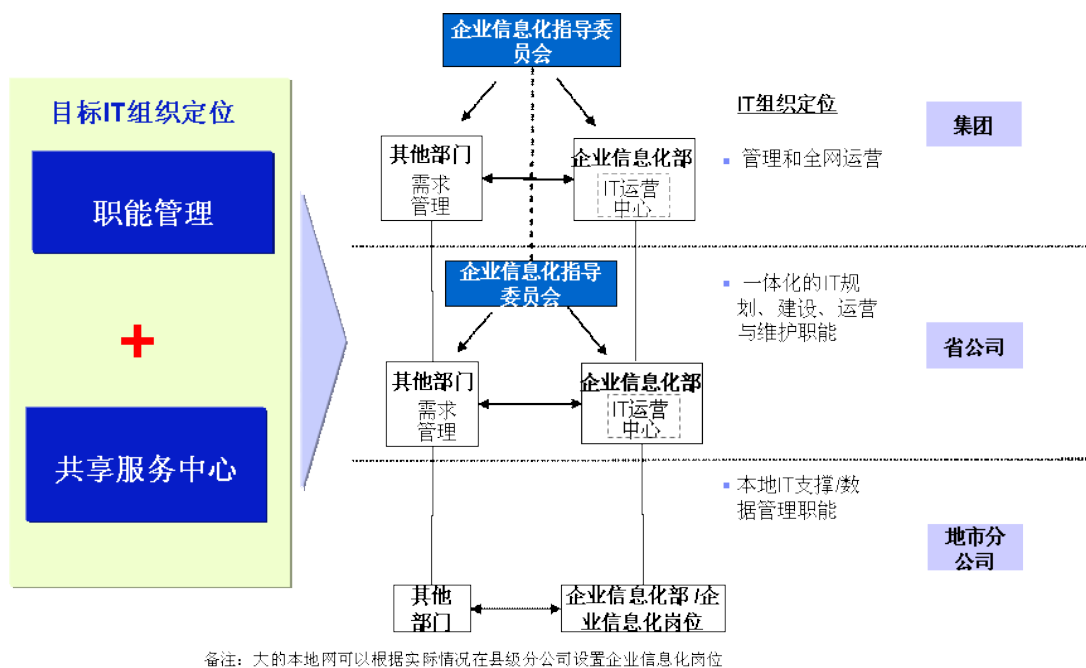 目标IT组织定位
职能管理
+
共享服务中心
企业信息化指导委
员会
其他部门
需求
管理
企业信息化部
IT运营
中心
IT组织定位
管理和全网运营
集团
企业信息化指导
委员会
其他部门
需求
管理
企业信息化部
IT运营
中心
一体化的IT规
划、建设、运营
与维护职能
省公司
本地IT支撑/数
据管理职能
地市分
公司
其他
部门
企业信息化部 /企
业信息化岗位
备注：大的本地网可以根据实际情况在县级分公司设置企业信息化岗位